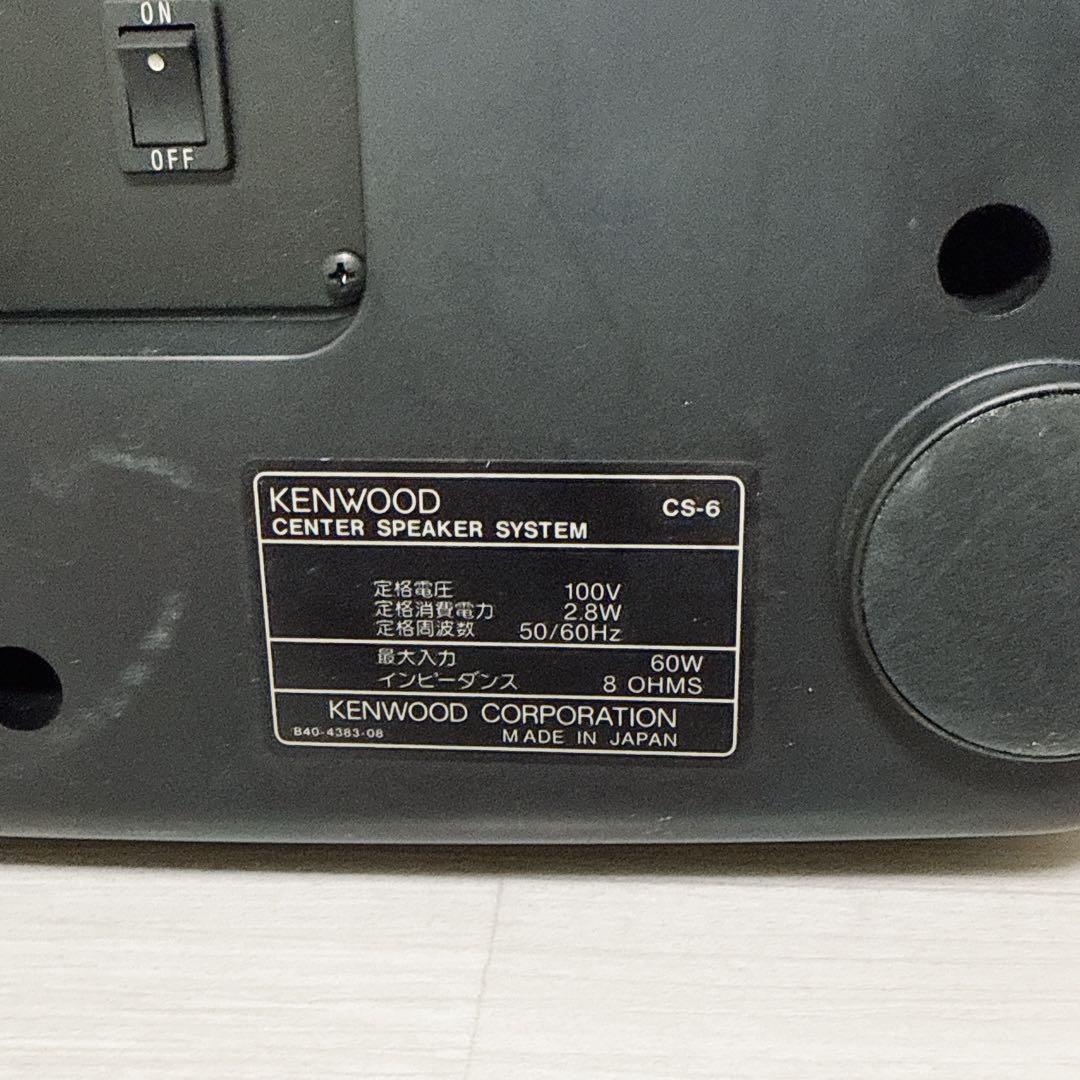 ON
OFF
KENWOOD CS-6
CENTER SPEAKER SYSTEM
定格電圧 100V
定格消費電力 2.8W
定格周波数 50/60Hz
最大入力 60W
インピーダンス 8 OHMS
KENWOOD CORPORATION
B40-4383-08 MADE IN JAPAN